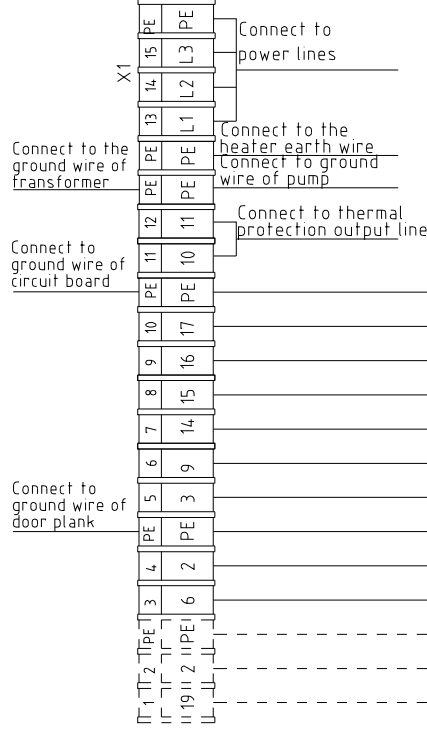 PE PE
15 L3
X1
14 L2
13 L1
Connect to
power lines
PE PE
Connect to the
heater earth wire
Connect to the
ground wire of
transformer
PE PE
Connect to ground
wire of pump
12 11
11 10
Connect to thermal
protection output line
Connect to
ground wire of
circuit board
PE PE
10 17
9 16
8 15
7 14
6 9
5 3
Connect to
ground wire of
door plank
PE PE
4 2
3 6
PE PE
2 2
1 19